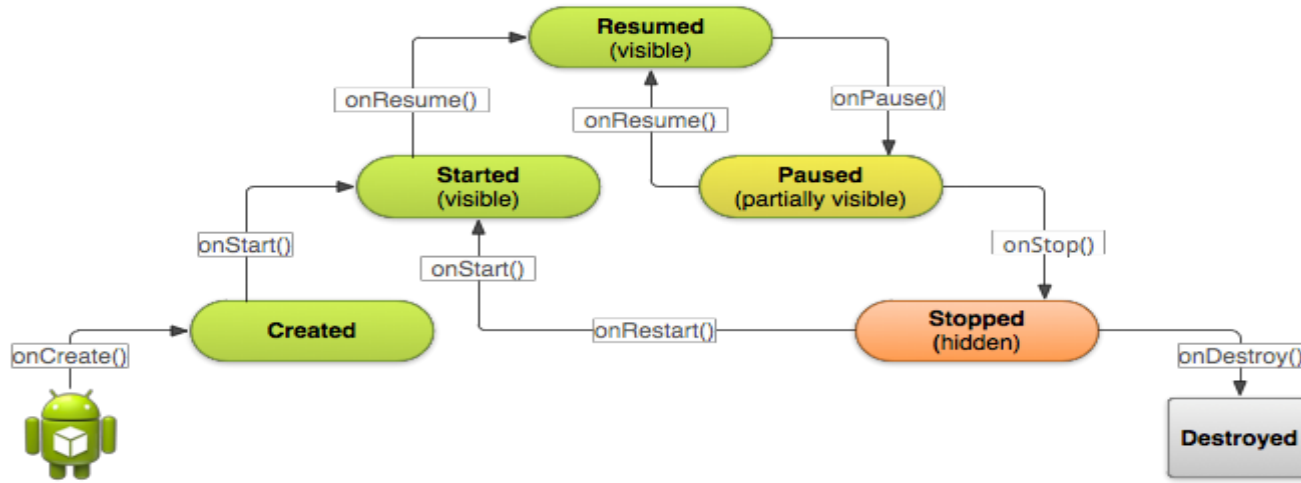 Resumed
(visible)
onResume()
onResume()
onPause()
Started
(visible)
Paused
(partially visible)
onStart()
onStart()
onStop()
Created
onRestart()
Stopped
(hidden)
onCreate()
onDestroy()
Destroyed